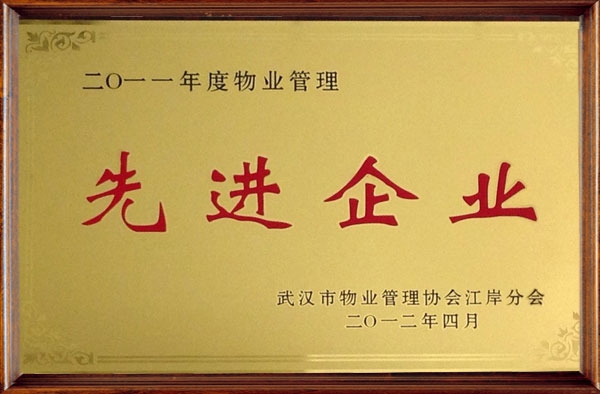 二〇一一年度物业管理
先进企业
武汉市物业管理协会江岸分会
二〇一二年四月